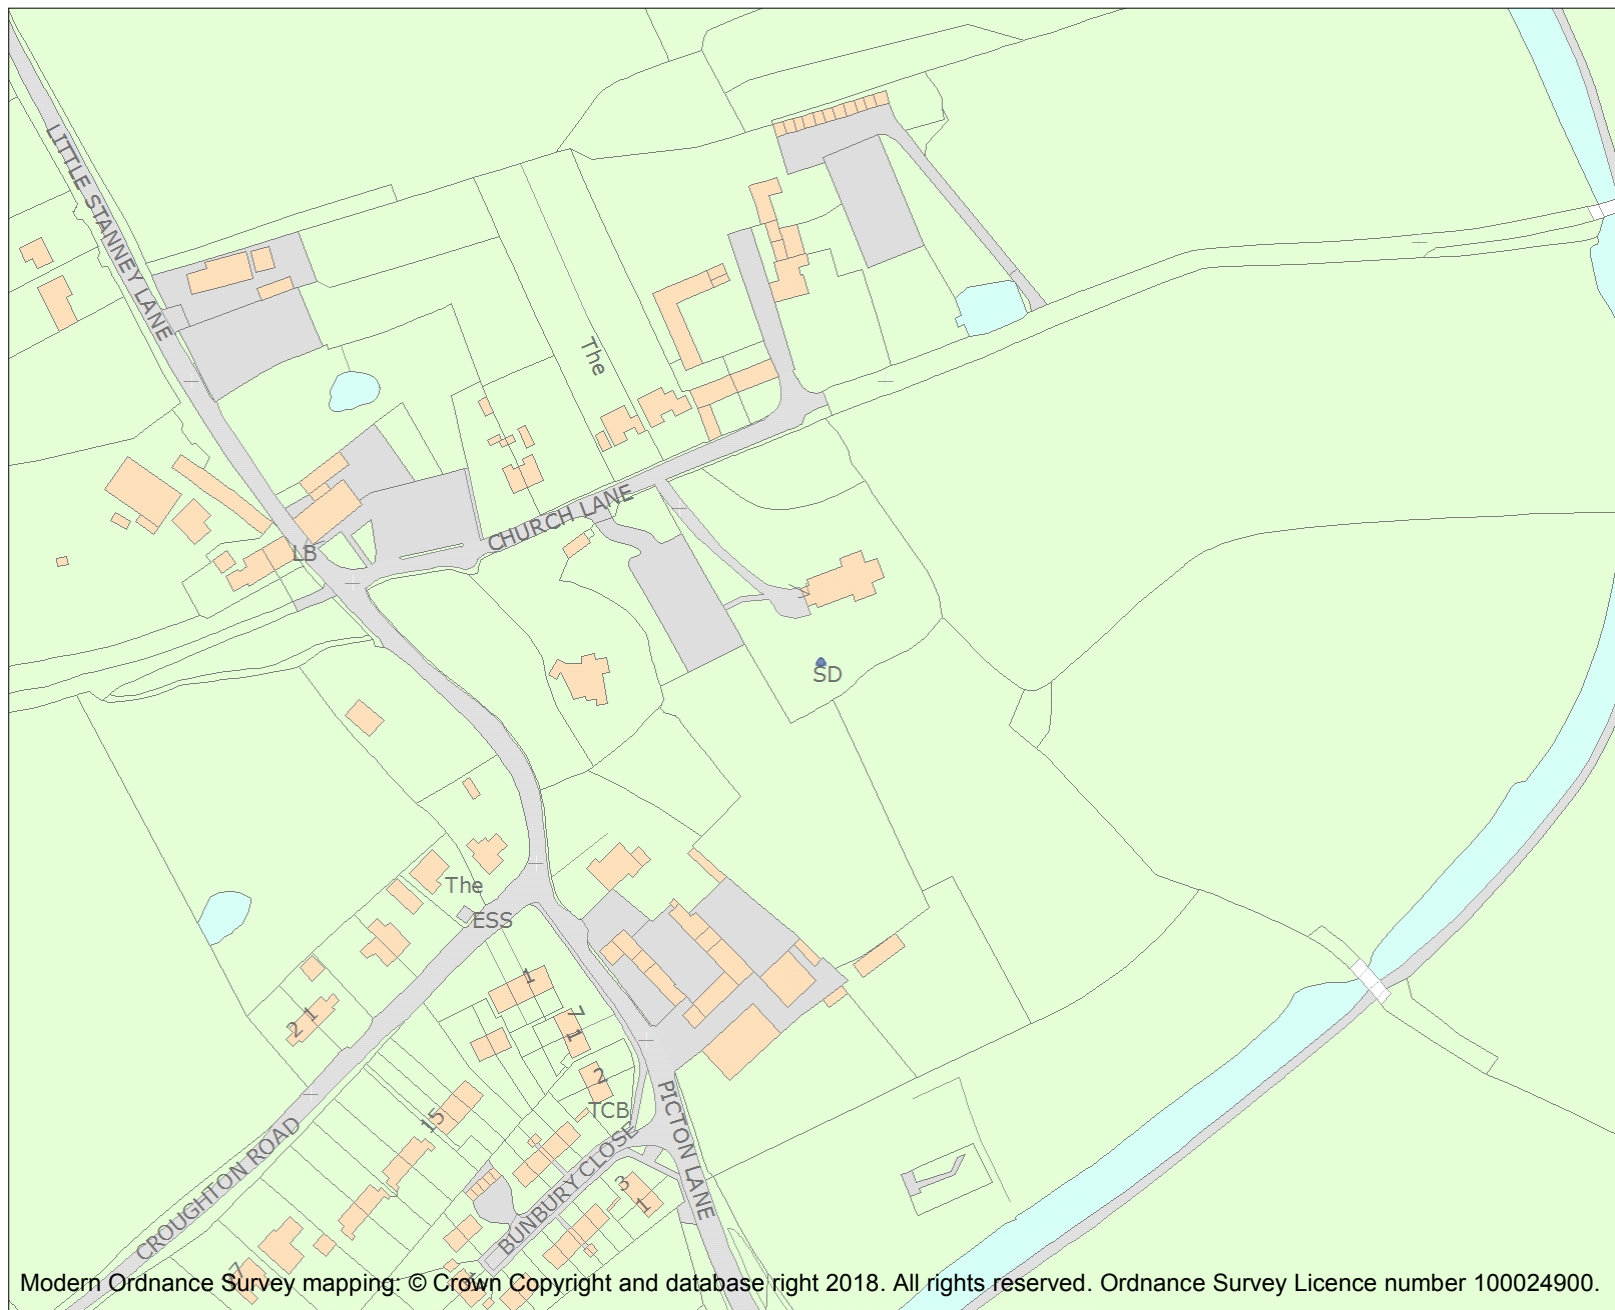 LITTLE STANNEY LANE
The
CHURCH LANE
LB
SD
The
ESS
1
7
1
2 1
2
TCB
15
PICTON LANE
CROUGHTON ROAD
BUNBURY CLOSE
3
1
7
Modern Ordnance Survey mapping: © Crown Copyright and database right 2018. All rights reserved. Ordnance Survey Licence number 100024900.